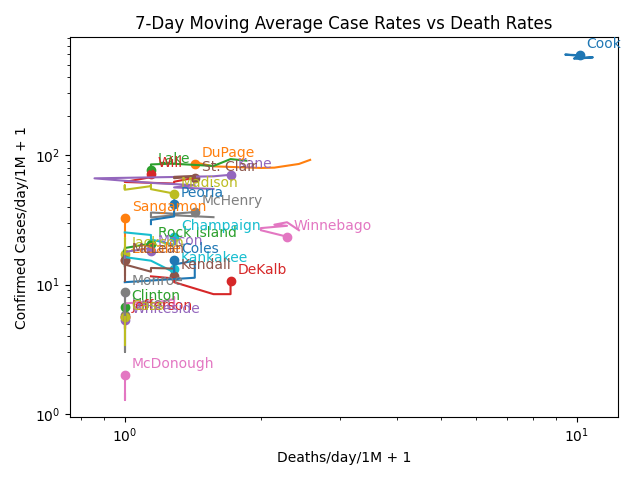 7-Day Moving Average Case Rates vs Death Rates
Cook
Lake
Will
DuPage
St. Clair
Kane
Madison
Peoria
McHenry
Sangamon
Winnebago
Champaign
Rock Island
Macon
McLean
Coles
Kankakee
Kendall
DeKalb
Monroe
Clinton
Jefferson
Whiteside
McDonough
Confirmed Cases/day/1M + 1
10²
10¹
10⁰
10⁰
10¹
Deaths/day/1M + 1